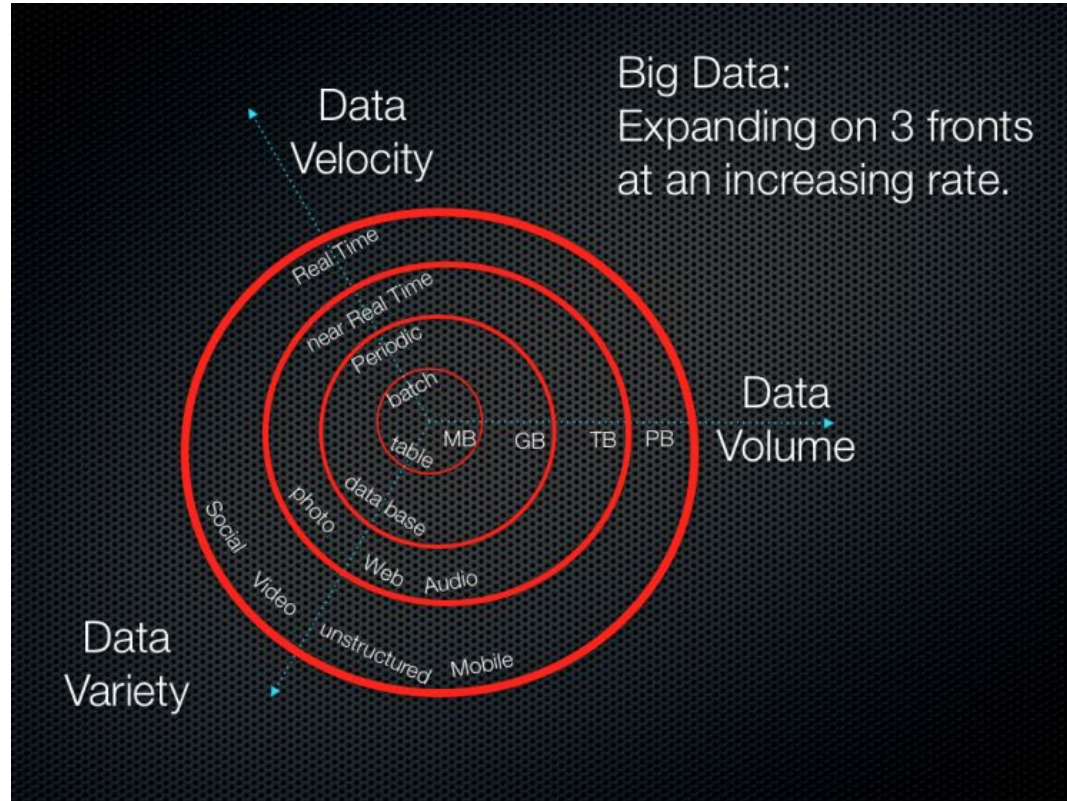 Big Data:
Expanding on 3 fronts
at an increasing rate.
Data
Velocity
Real Time
near Real Time
Periodic
batch
Data
Volume
MB GB TB PB
table
data base
photo
Web Audio
Social
Video
unstructured
Mobile
Data
Variety